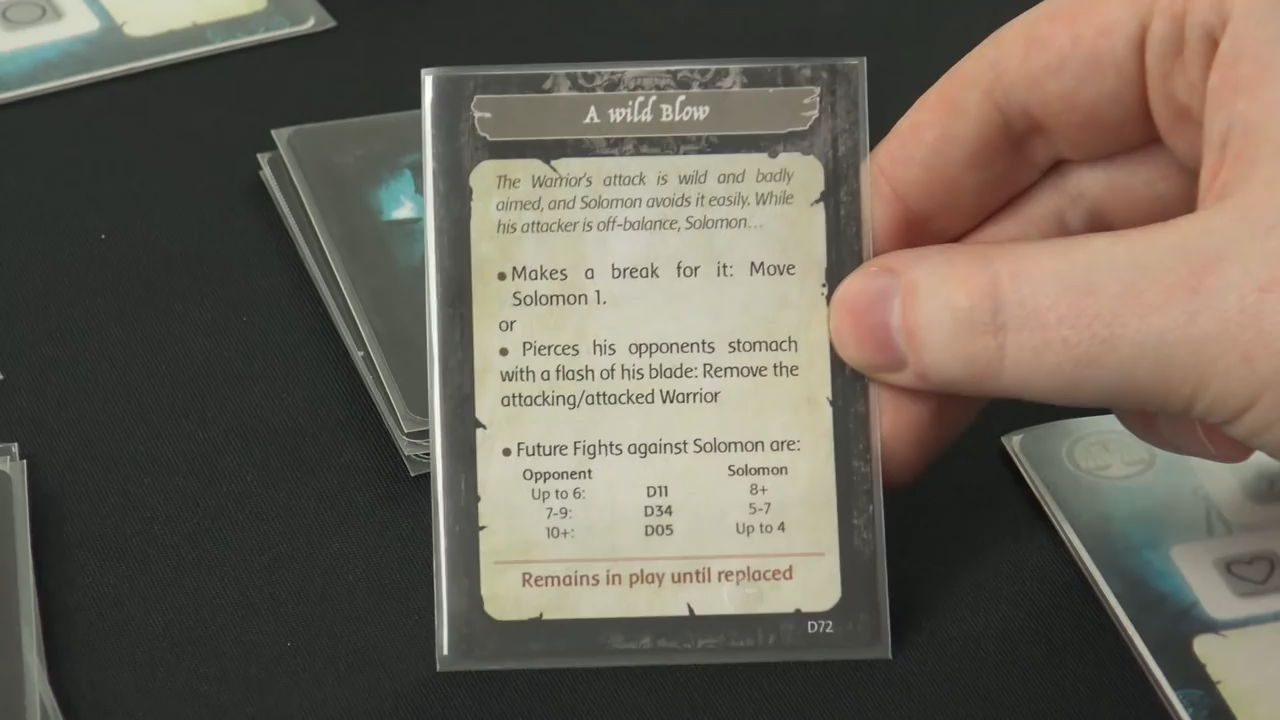 A wild Blow
The Warrior's attack is wild and badly
aimed, and Solomon avoids it easily. While
his attacker is off-balance, Solomon...
• Makes a break for it: Move
Solomon 1.
or
• Pierces his opponents stomach
with a flash of his blade: Remove the
attacking/attacked Warrior
• Future Fights against Solomon are:
Opponent Solomon
Up to 6: D11 8+
7-9: D34 5-7
10+: D05 Up to 4
Remains in play until replaced
D72